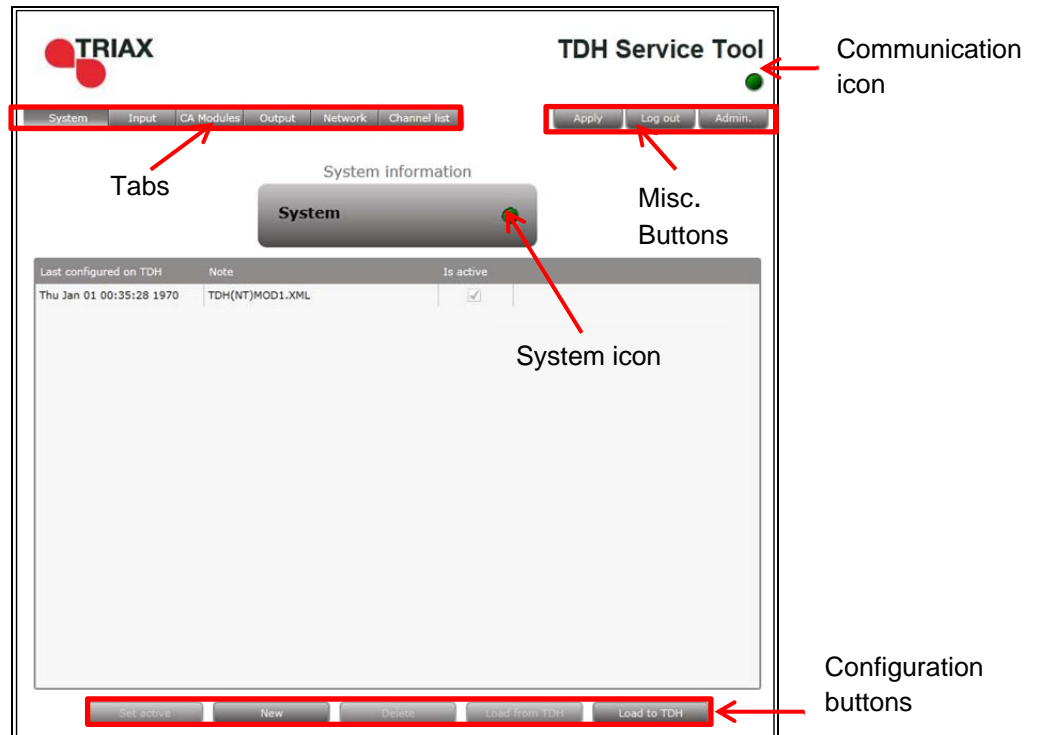 TRIAX
TDH Service Tool
Communication
icon
System Input CA Modules Output Network Channel list
Apply Log out Admin.
Tabs
System information
System
Misc.
Buttons
Last configured on TDH Note Is active
Thu Jan 01 00:35:28 1970 TDH(NT)MOD1.XML
System icon
Configuration
buttons
Set active New Delete Load from TDH Load to TDH